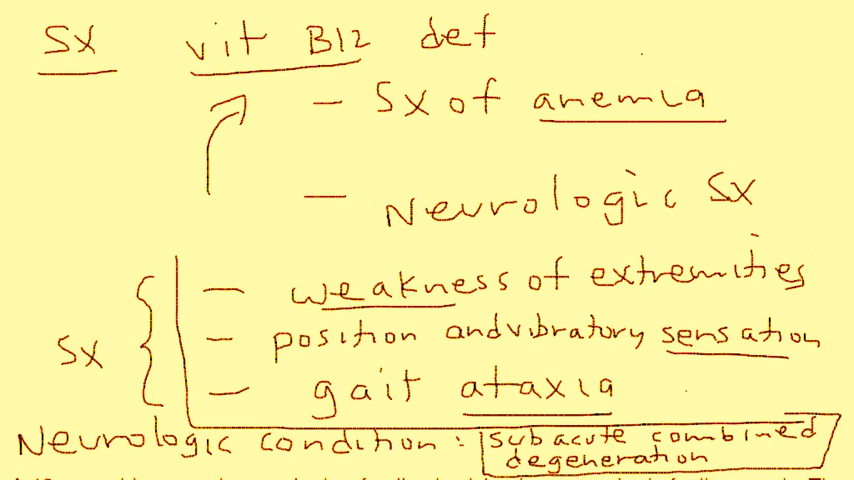 Sx vit B12 def
- Sx of anemia
- Neurologic Sx
- weakness of extremities
- position and vibratory sensation
Sx
- gait ataxia
Neurologic condition: subacute combined
degeneration